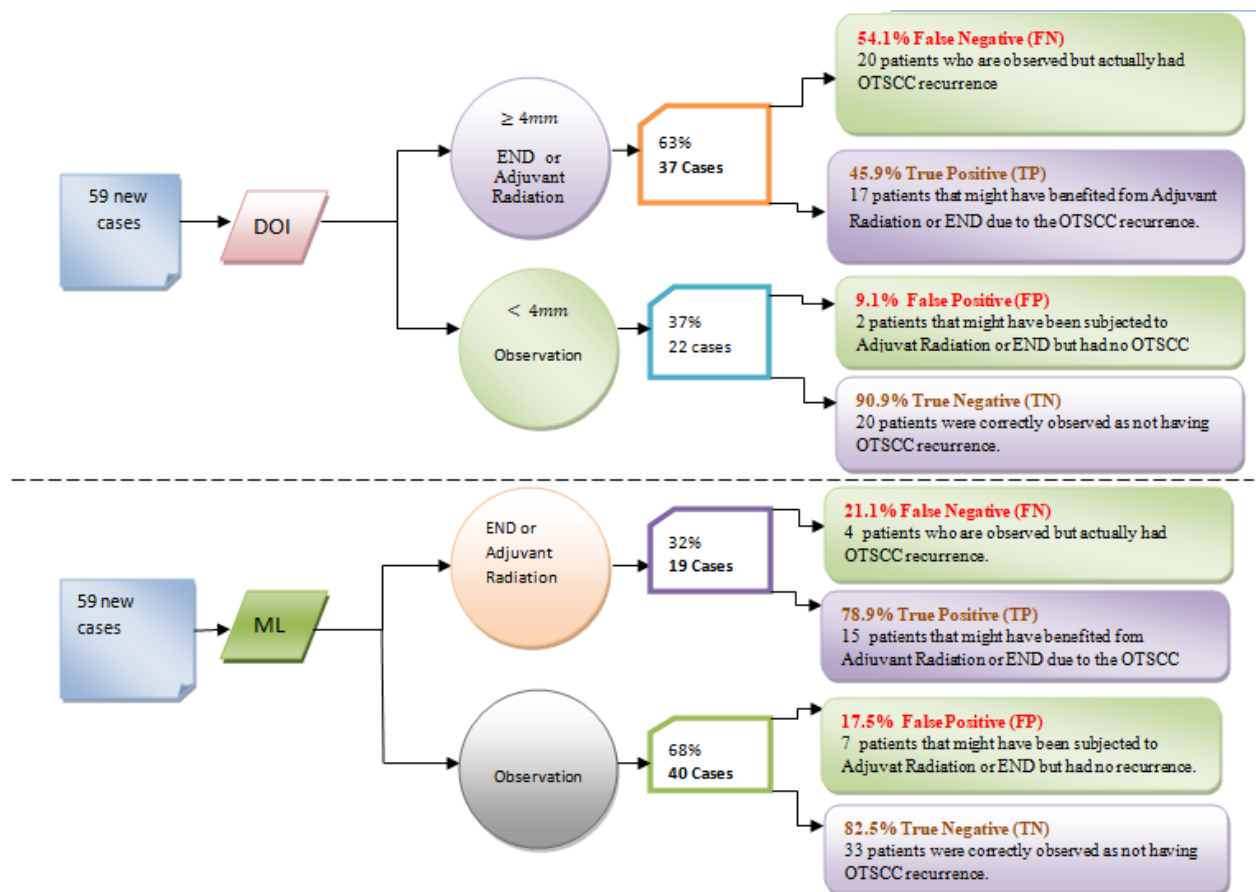 59 new
cases
DOI
≥ 4mm
END or
Adjuvant
Radiation
63%
37 Cases
54.1% False Negative (FN)
20 patients who are observed but actually had
OTSCC recurrence
45.9% True Positive (TP)
17 patients that might have benefited fom Adjuvant
Radiation or END due to the OTSCC recurrence.
< 4mm
Observation
37%
22 cases
9.1% False Positive (FP)
2 patients that might have been subjected to
Adjuvat Radiation or END but had no OTSCC
90.9% True Negative (TN)
20 patients were correctly observed as not having
OTSCC recurrence.
59 new
cases
ML
END or
Adjuvant
Radiation
32%
19 Cases
21.1% False Negative (FN)
4 patients who are observed but actually had
OTSCC recurrence.
78.9% True Positive (TP)
15 patients that might have benefited fom
Adjuvant Radiation or END due to the OTSCC
Observation
68%
40 Cases
17.5% False Positive (FP)
7 patients that might have been subjected to
Adjuvat Radiation or END but had no recurrence.
82.5% True Negative (TN)
33 patients were correctly observed as not having
OTSCC recurrence.